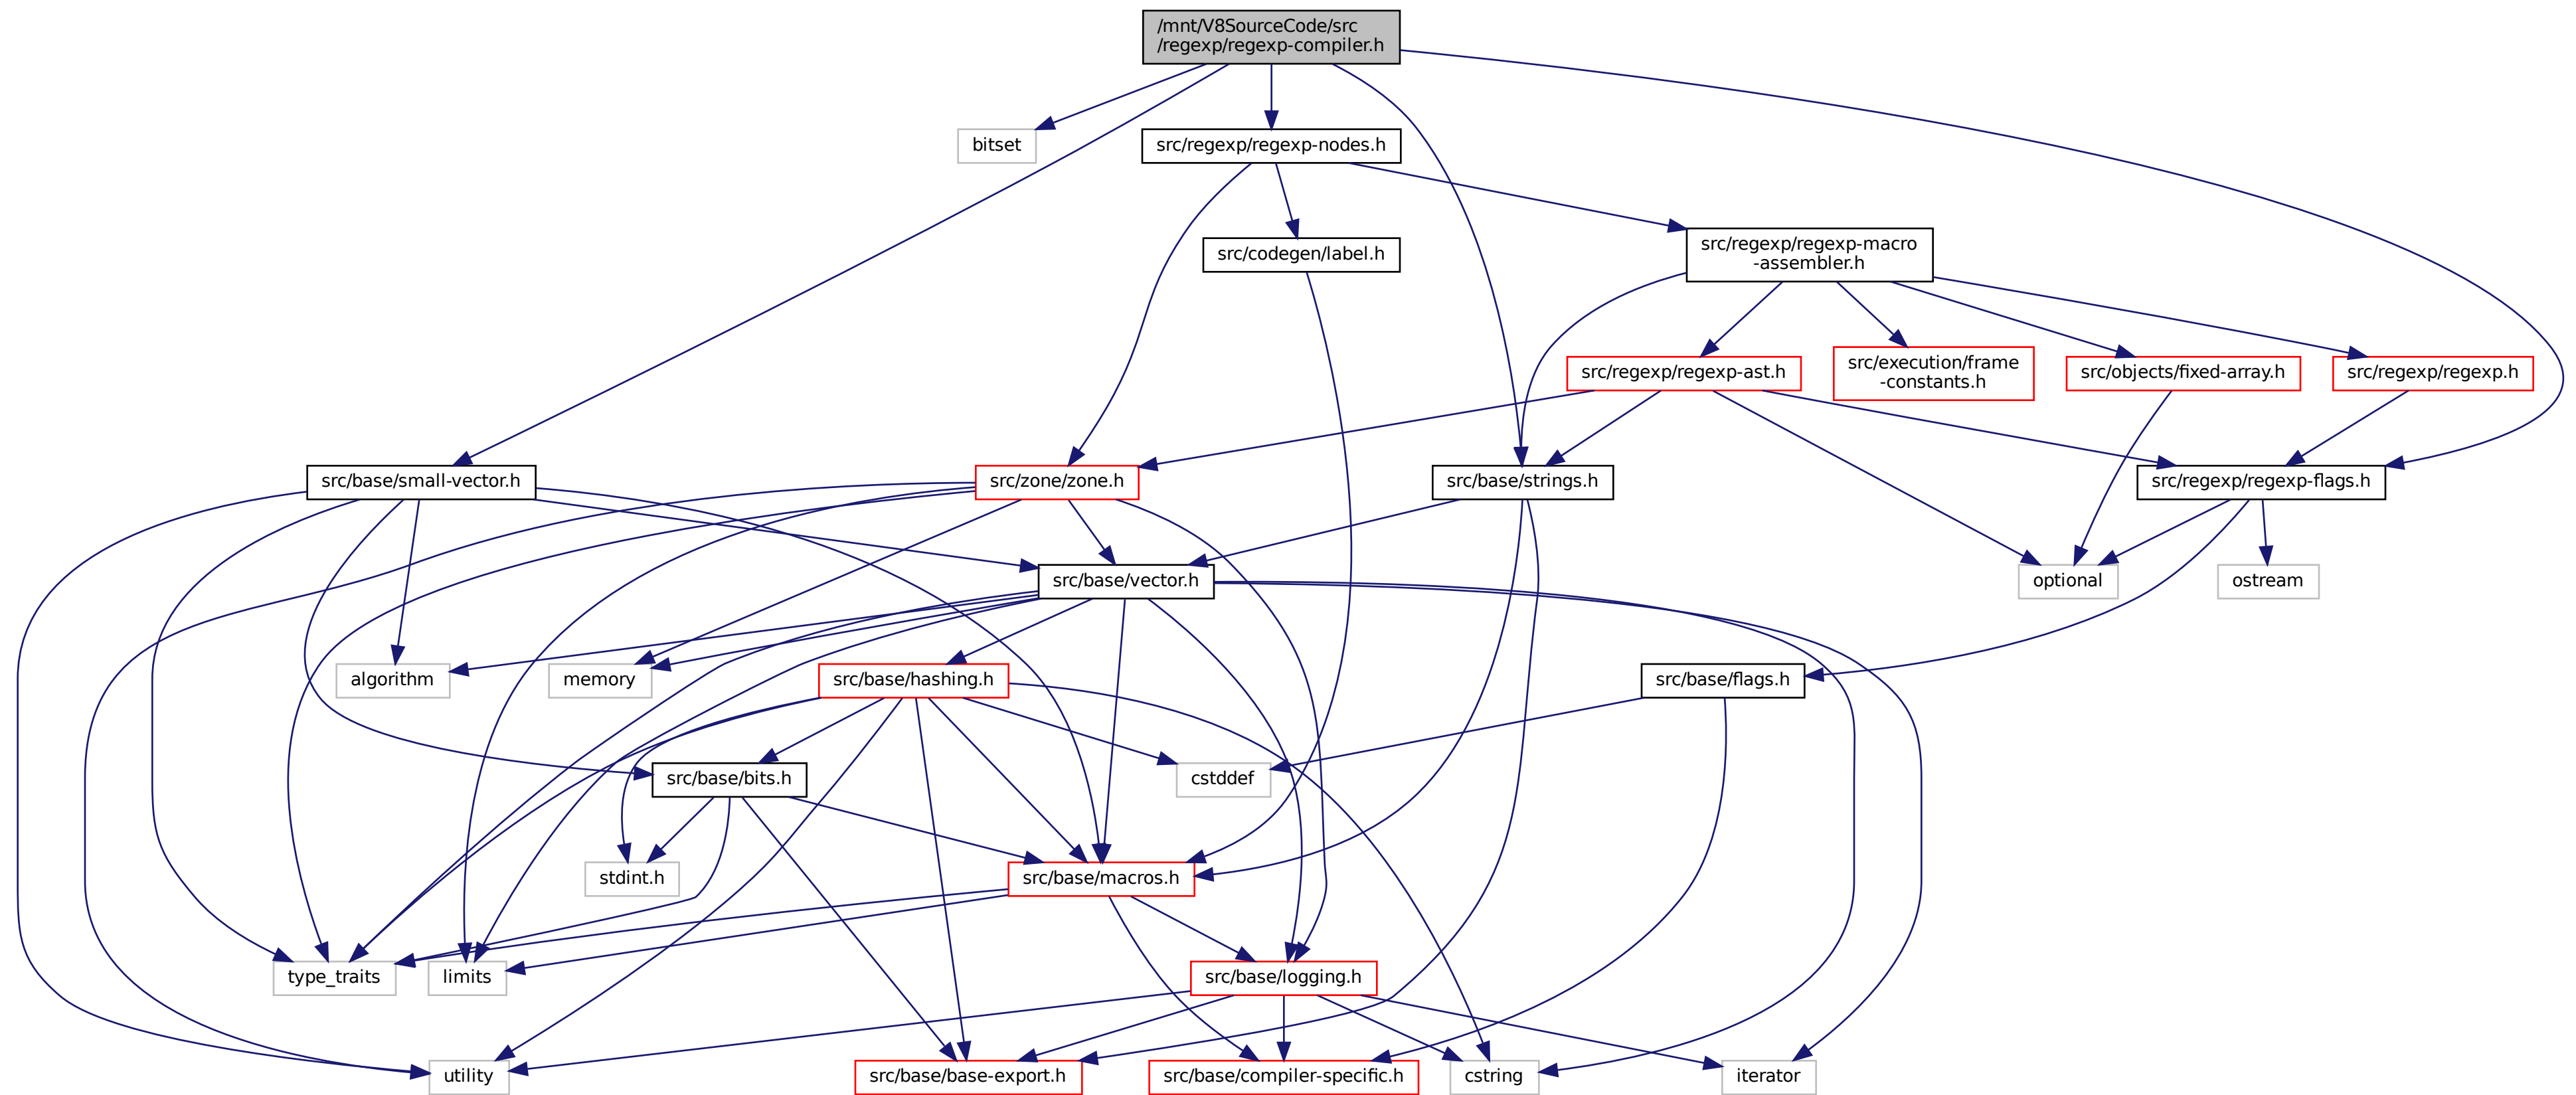 /mnt/V8SourceCode/src
/regexp/regexp-compiler.h
bitset
src/regexp/regexp-nodes.h
src/codegen/label.h
src/regexp/regexp-macro
-assembler.h
src/regexp/regexp-ast.h
src/execution/frame
-constants.h
src/objects/fixed-array.h
src/regexp/regexp.h
src/base/small-vector.h
src/zone/zone.h
src/base/strings.h
src/regexp/regexp-flags.h
src/base/vector.h
optional
ostream
algorithm
memory
src/base/hashing.h
src/base/flags.h
src/base/bits.h
cstddef
stdint.h
src/base/macros.h
type_traits
limits
src/base/logging.h
utility
src/base/base-export.h
src/base/compiler-specific.h
cstring
iterator